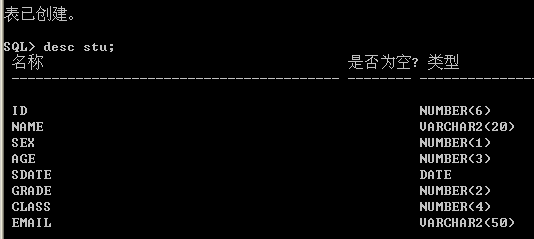 表已创建。
SQL> desc stu;
名称 是否为空? 类型
----------------------------------------- -------- ----------------
ID NUMBER(6)
NAME VARCHAR2(20)
SEX NUMBER(1)
AGE NUMBER(3)
SDATE DATE
GRADE NUMBER(2)
CLASS NUMBER(4)
EMAIL VARCHAR2(50)